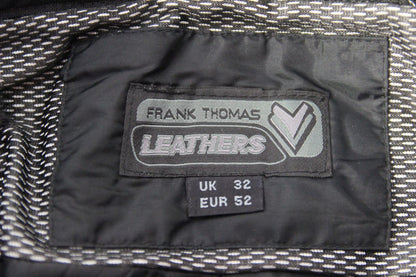 FRANK THOMAS
LEATHERS
UK 32
EUR 52